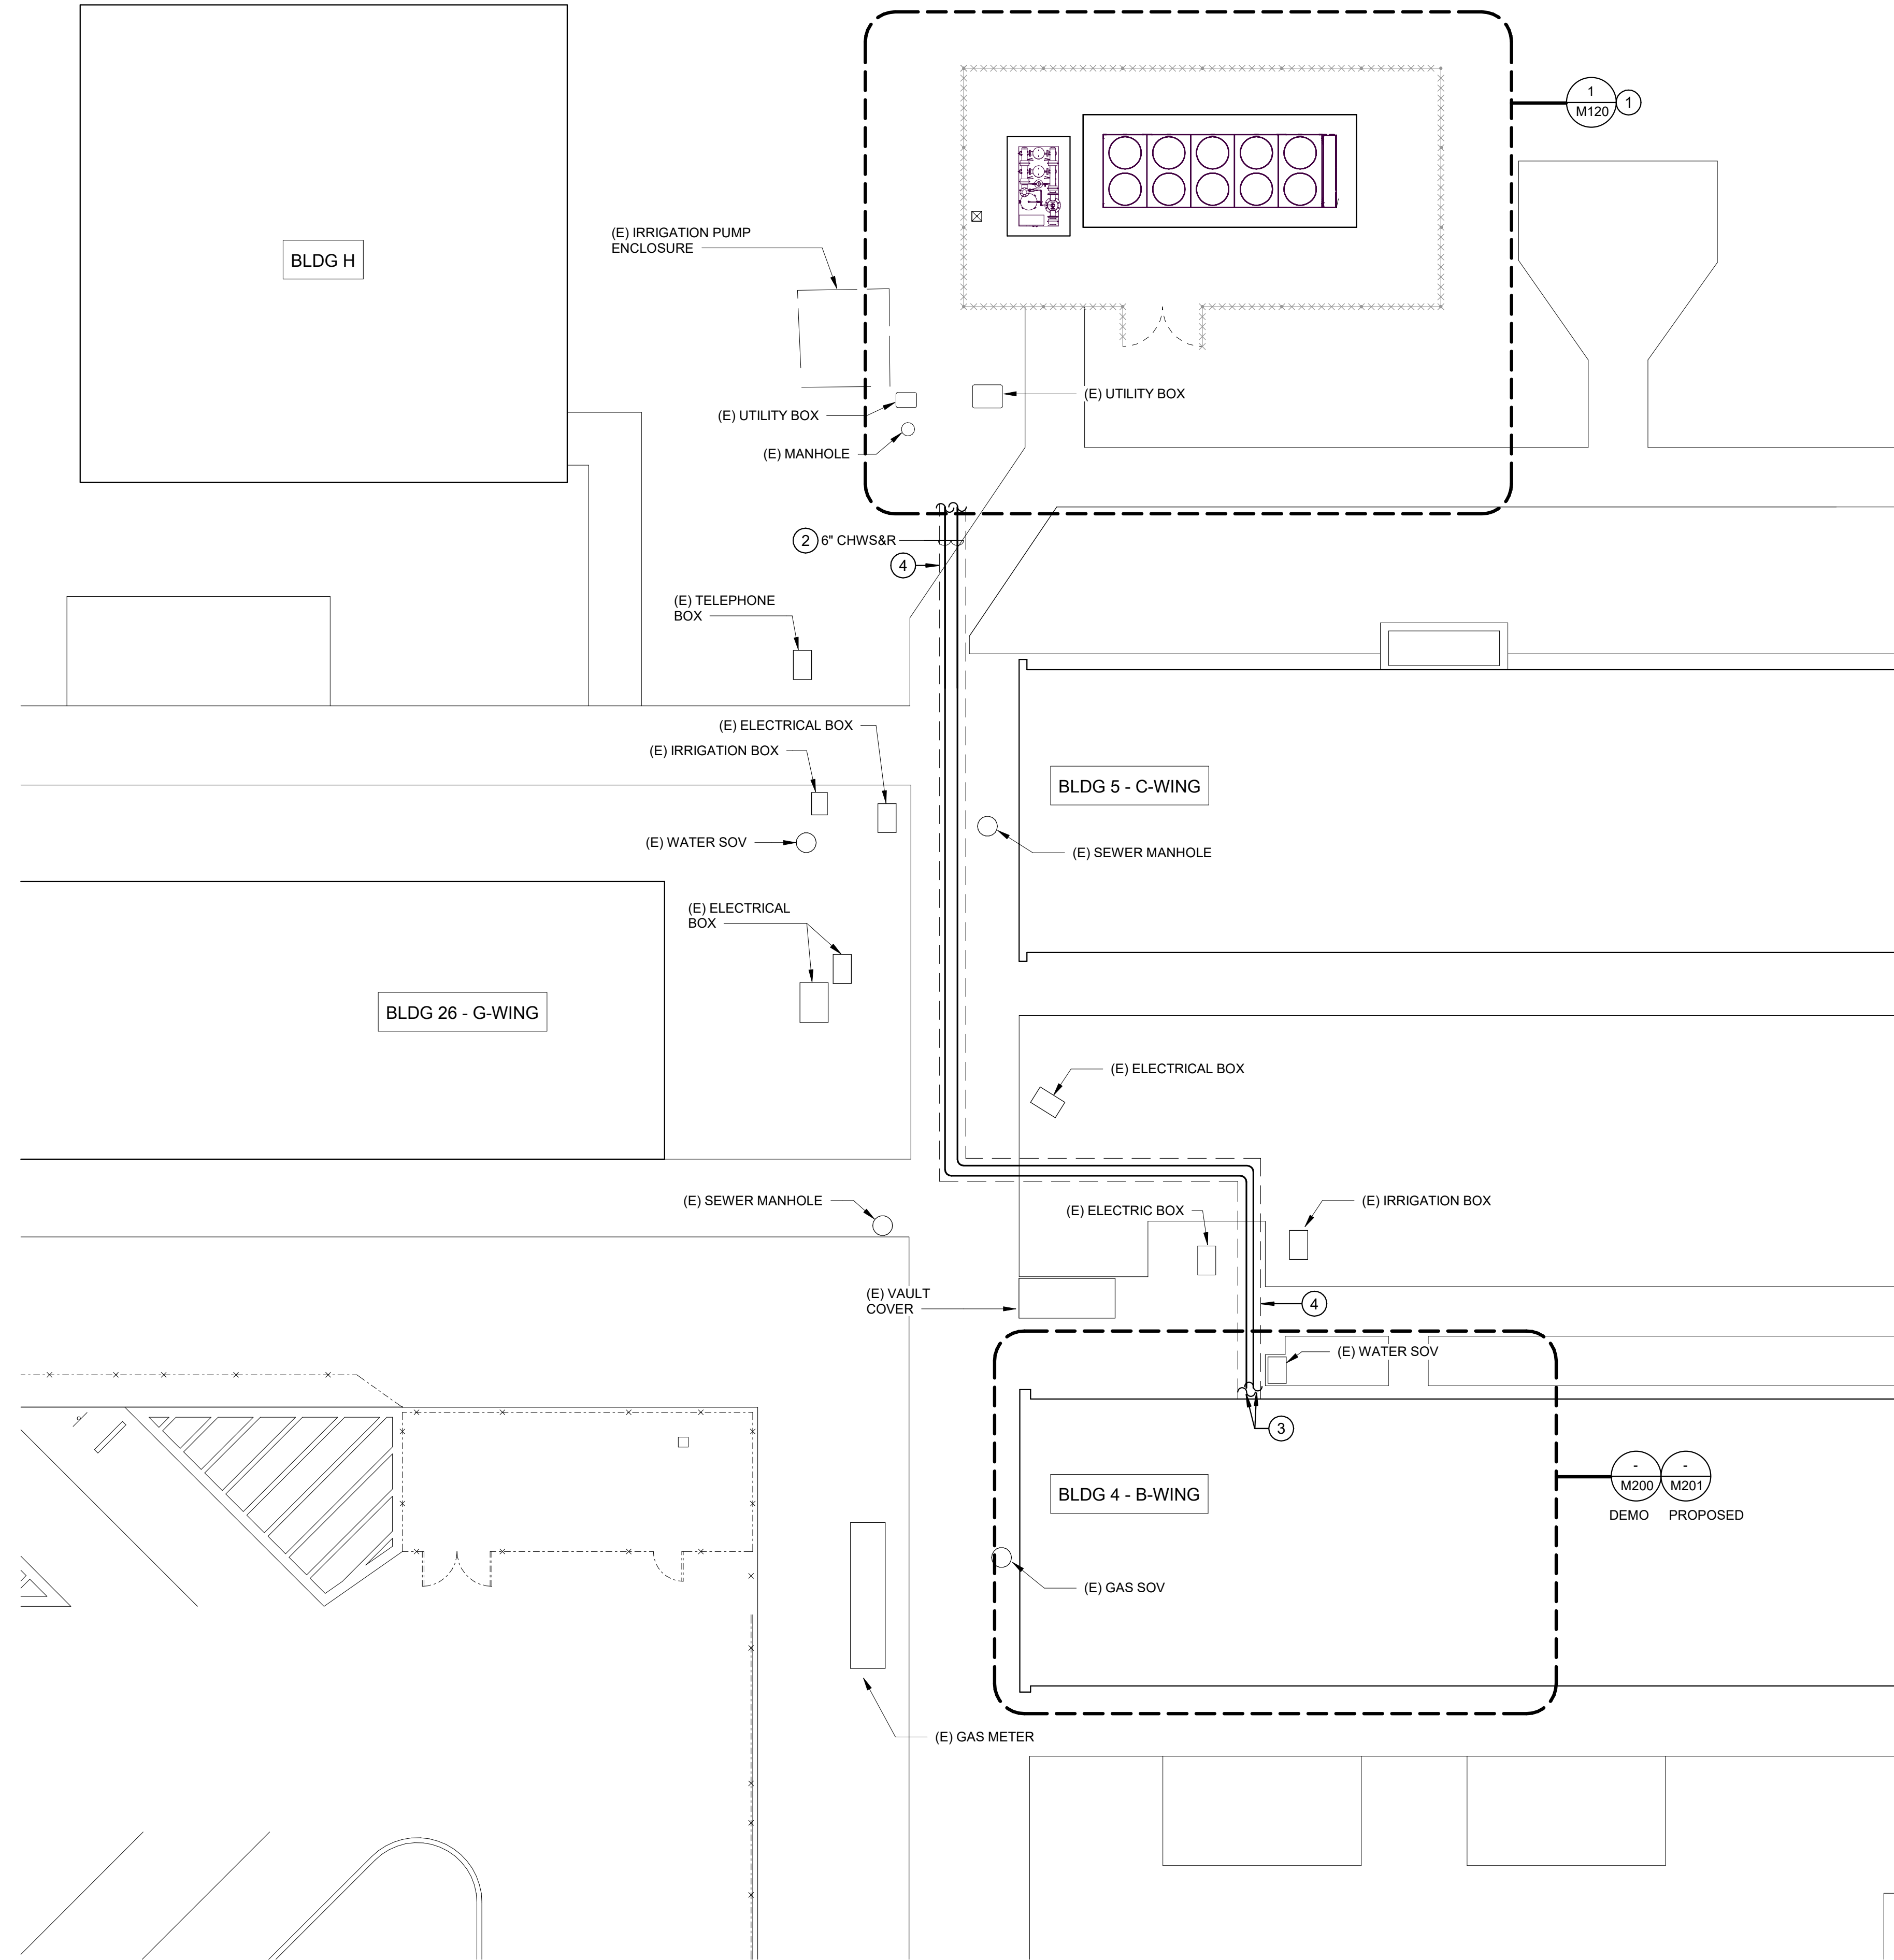 1
M120
1
BLDG H
(E) IRRIGATION PUMP
ENCLOSURE
(E) UTILITY BOX
(E) UTILITY BOX
(E) MANHOLE
2
6" CHWS&R
4
(E) TELEPHONE
BOX
(E) ELECTRICAL BOX
(E) IRRIGATION BOX
BLDG 5 - C-WING
(E) WATER SOV
(E) SEWER MANHOLE
(E) ELECTRICAL
BOX
BLDG 26 - G-WING
(E) ELECTRICAL BOX
(E) SEWER MANHOLE
(E) IRRIGATION BOX
(E) ELECTRIC BOX
(E) VAULT
COVER
4
(E) WATER SOV
3
BLDG 4 - B-WING
-
M200
-
M201
DEMO
PROPOSED
(E) GAS SOV
(E) GAS METER